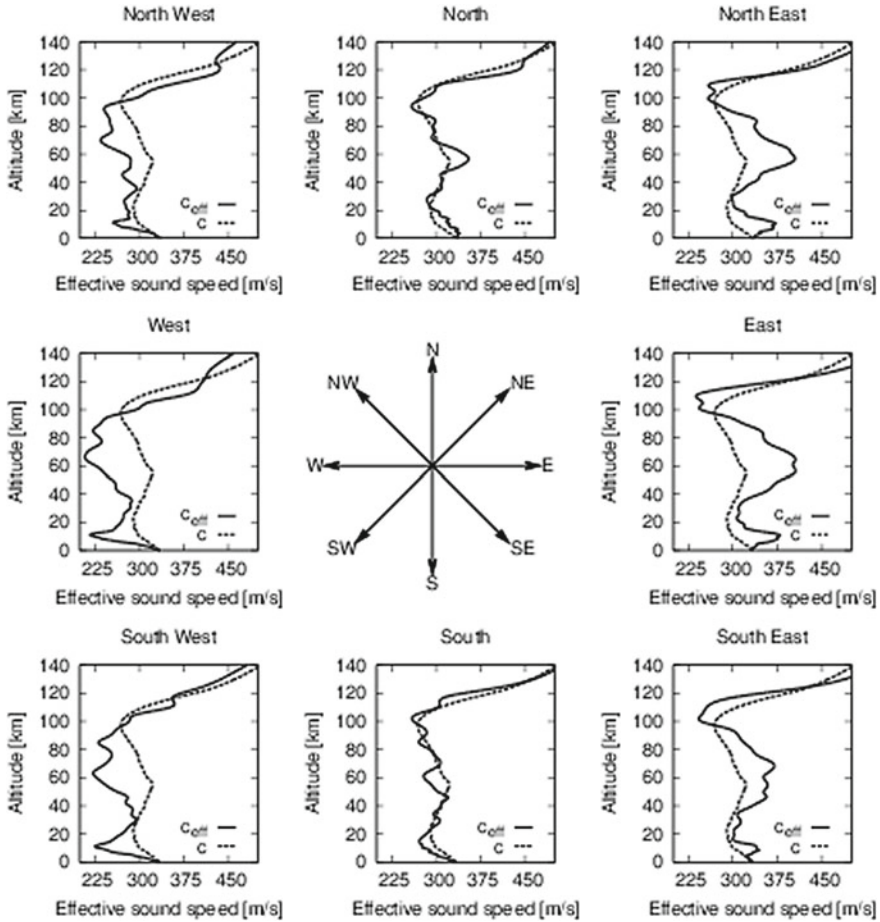 North West
Altitude [km]
140
120
100
80
60
40
20
0
c_eff
c
225 300 375 450
Effective sound speed [m/s]
North
Altitude [km]
140
120
100
80
60
40
20
0
c_eff
c
225 300 375 450
Effective sound speed [m/s]
North East
Altitude [km]
140
120
100
80
60
40
20
0
c_eff
c
225 300 375 450
Effective sound speed [m/s]
West
Altitude [km]
140
120
100
80
60
40
20
0
c_eff
c
225 300 375 450
Effective sound speed [m/s]
N
NW NE
W E
SW SE
S
East
Altitude [km]
140
120
100
80
60
40
20
0
c_eff
c
225 300 375 450
Effective sound speed [m/s]
South West
Altitude [km]
140
120
100
80
60
40
20
0
c_eff
c
225 300 375 450
Effective sound speed [m/s]
South
Altitude [km]
140
120
100
80
60
40
20
0
c_eff
c
225 300 375 450
Effective sound speed [m/s]
South East
Altitude [km]
140
120
100
80
60
40
20
0
c_eff
c
225 300 375 450
Effective sound speed [m/s]